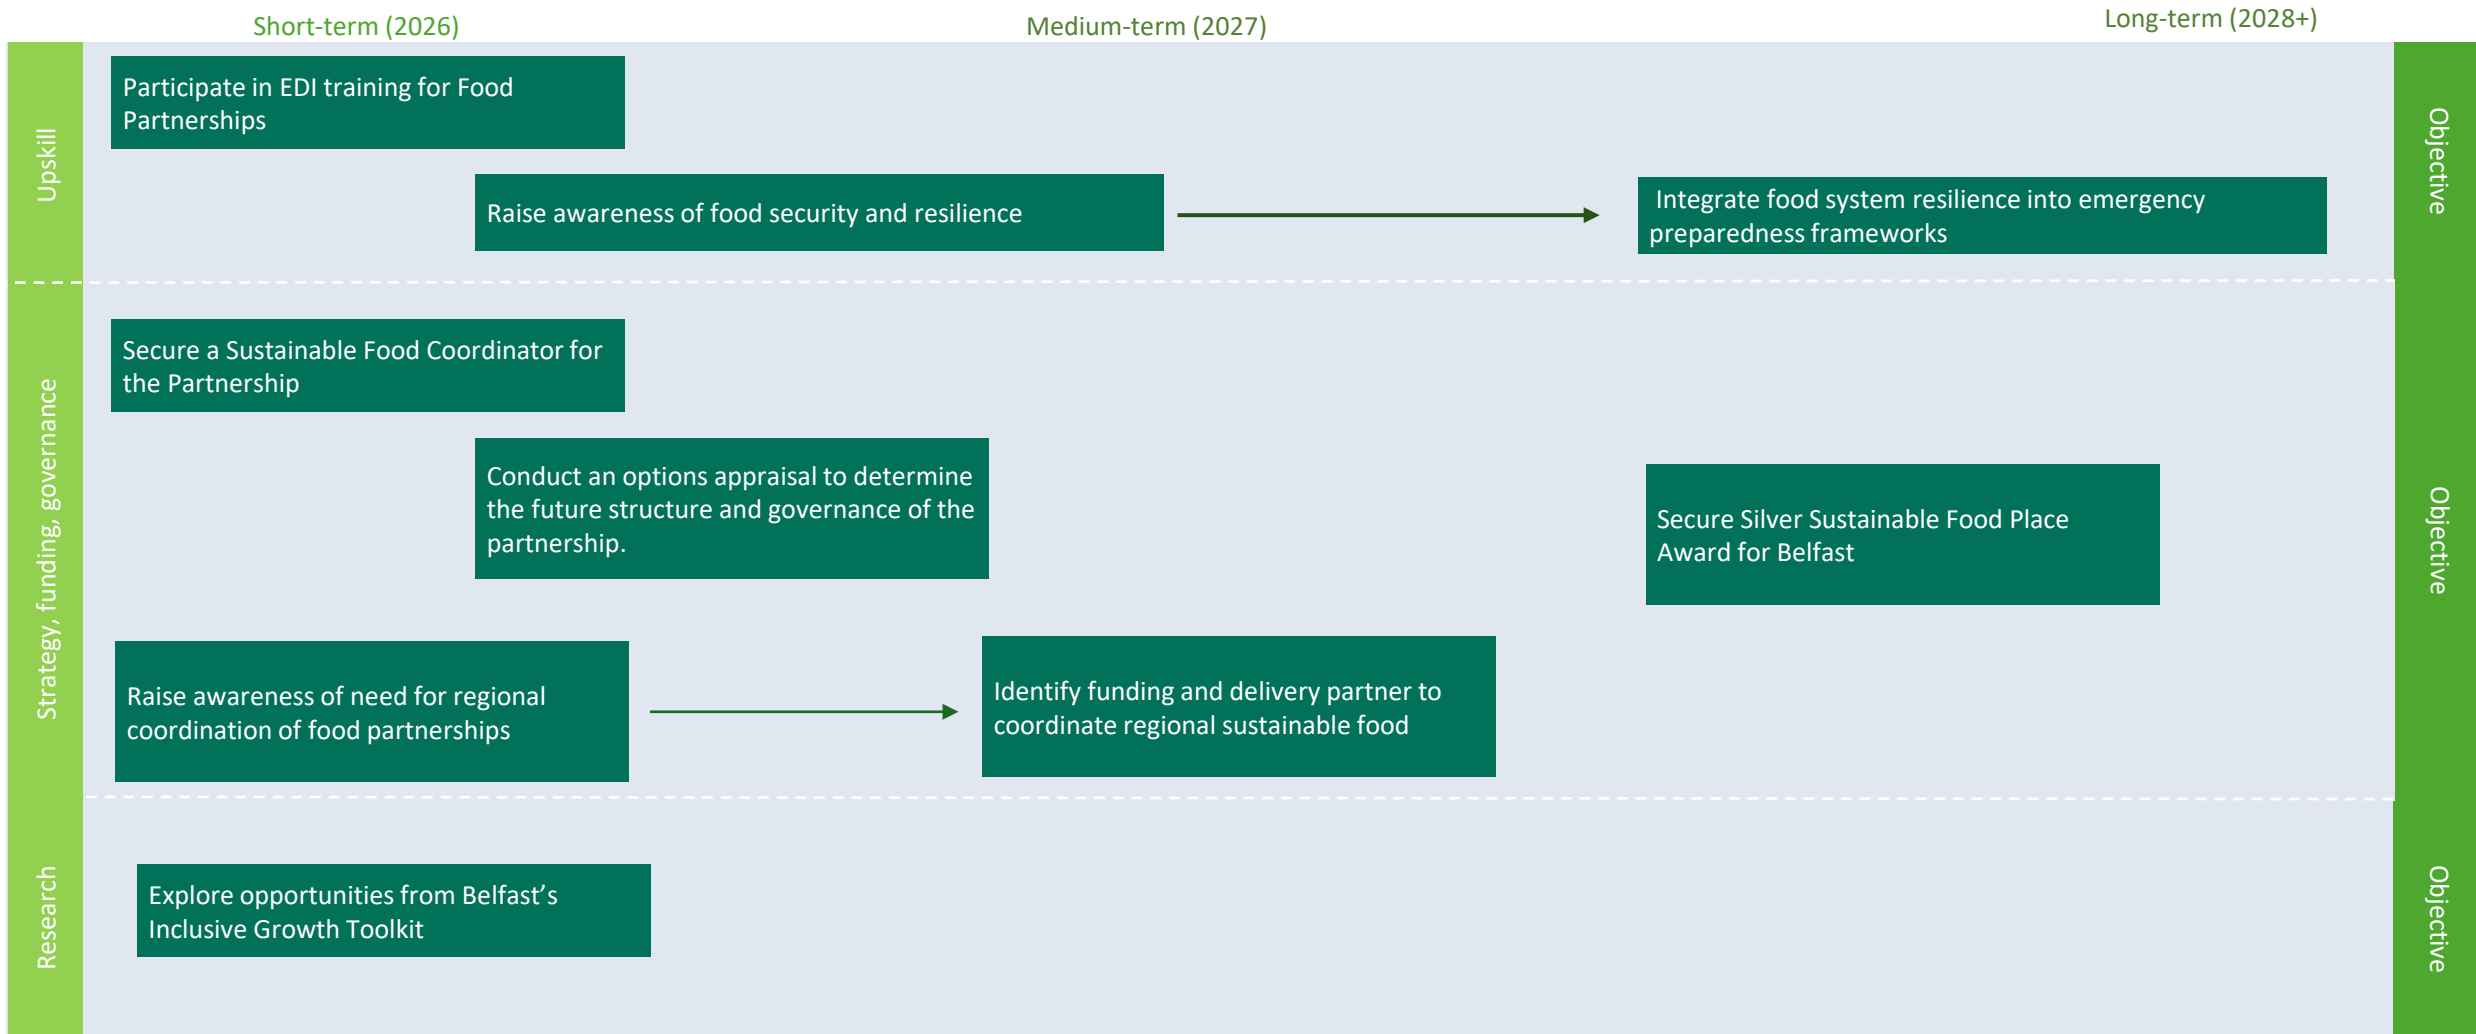 Short-term (2026)
Medium-term (2027)
Long-term (2028+)
Upskill
Participate in EDI training for Food
Partnerships
Raise awareness of food security and resilience
Integrate food system resilience into emergency
preparedness frameworks
Objective
Strategy, funding, governance
Secure a Sustainable Food Coordinator for
the Partnership
Conduct an options appraisal to determine
the future structure and governance of the
partnership.
Secure Silver Sustainable Food Place
Award for Belfast
Raise awareness of need for regional
coordination of food partnerships
Identify funding and delivery partner to
coordinate regional sustainable food
Objective
Research
Explore opportunities from Belfast’s
Inclusive Growth Toolkit
Objective